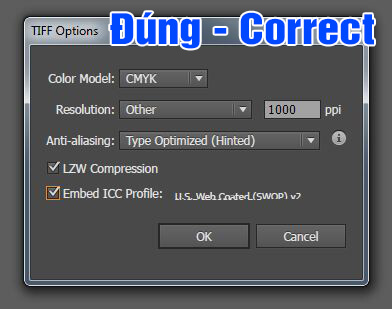 TIFF Options
Đúng - Correct
Color Model: CMYK
Resolution: Other 1000 ppi
Anti-aliasing: Type Optimized (Hinted)
LZW Compression
Embed ICC Profile: U.S. Web Coated (SWOP) v2
OK Cancel